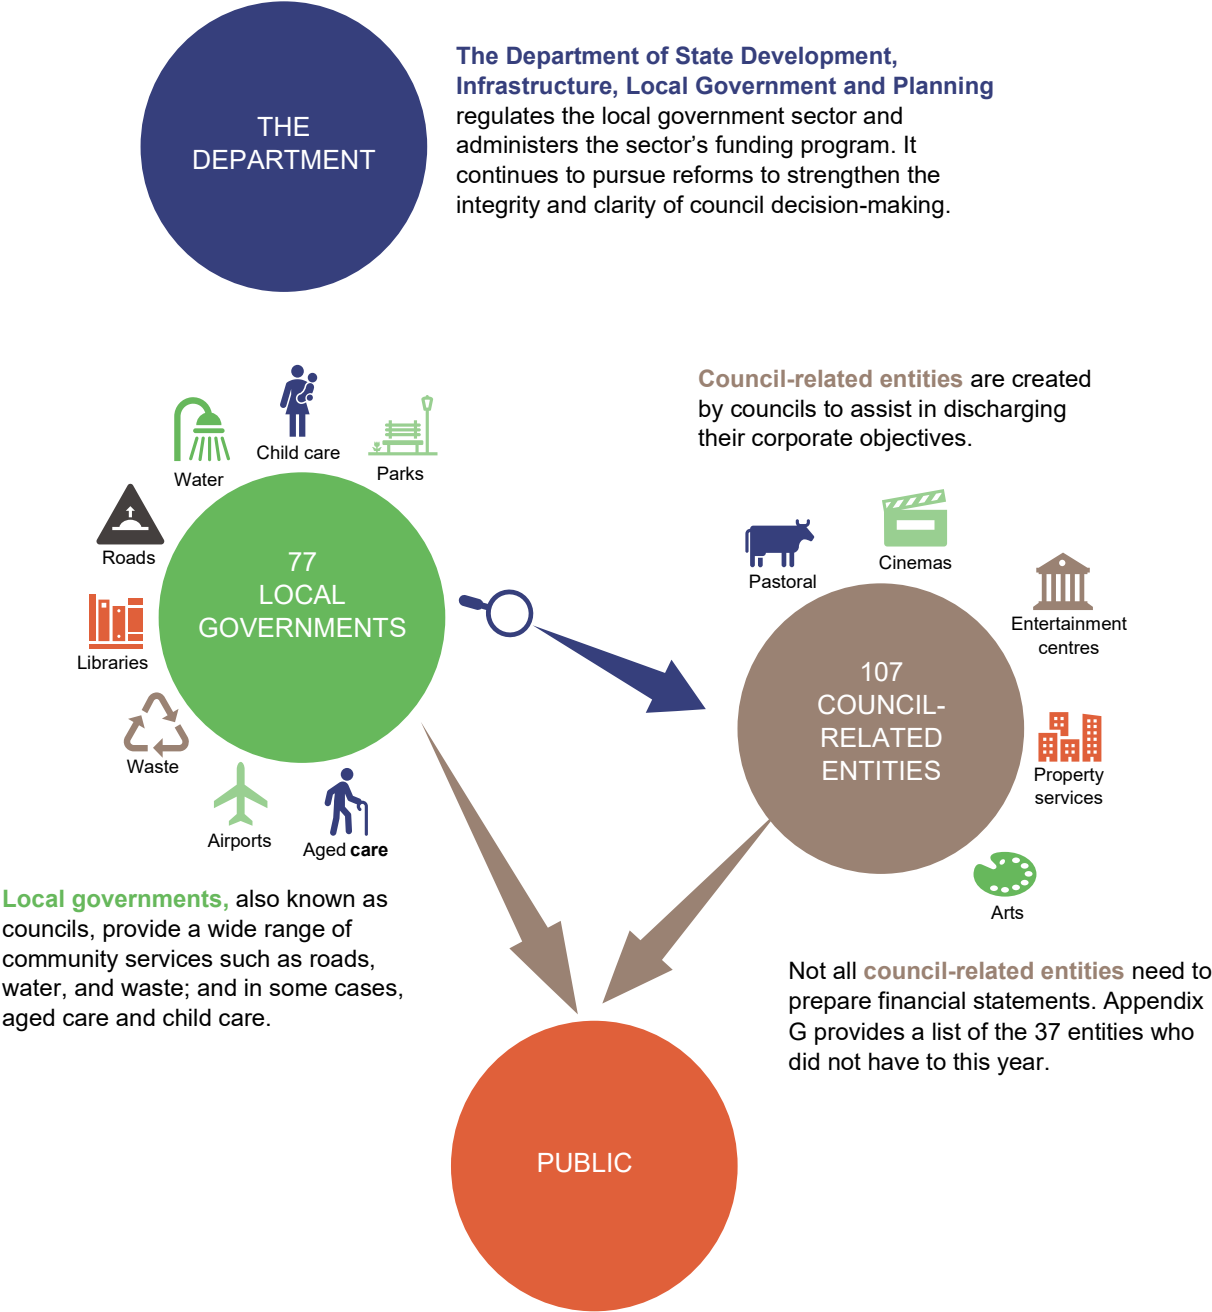 THE
DEPARTMENT
The Department of State Development,
Infrastructure, Local Government and Planning
regulates the local government sector and
administers the sector’s funding program. It
continues to pursue reforms to strengthen the
integrity and clarity of council decision-making.
Child care
Water
Parks
Roads
Libraries
Waste
Airports
Aged care
77
LOCAL
GOVERNMENTS
Local governments, also known as
councils, provide a wide range of
community services such as roads,
water, and waste; and in some cases,
aged care and child care.
Council-related entities are created
by councils to assist in discharging
their corporate objectives.
Pastoral
Cinemas
Entertainment
centres
Property
services
Arts
107
COUNCIL-
RELATED
ENTITIES
Not all council-related entities need to
prepare financial statements. Appendix
G provides a list of the 37 entities who
did not have to this year.
PUBLIC